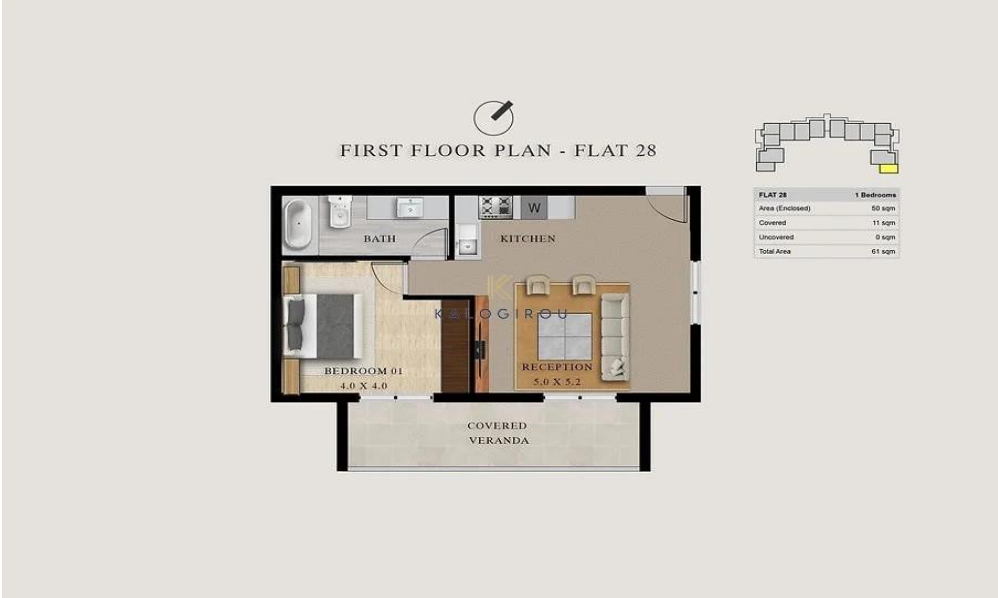 FIRST FLOOR PLAN - FLAT 28
FLAT 28 1 Bedrooms
Area (Enclosed) 50 sqm
Covered 11 sqm
Uncovered 0 sqm
Total Area 61 sqm
W
BATH
KITCHEN
K
KALOGIROU
BEDROOM 01
4.0 X 4.0
RECEPTION
5.0 X 5.2
COVERED
VERANDA